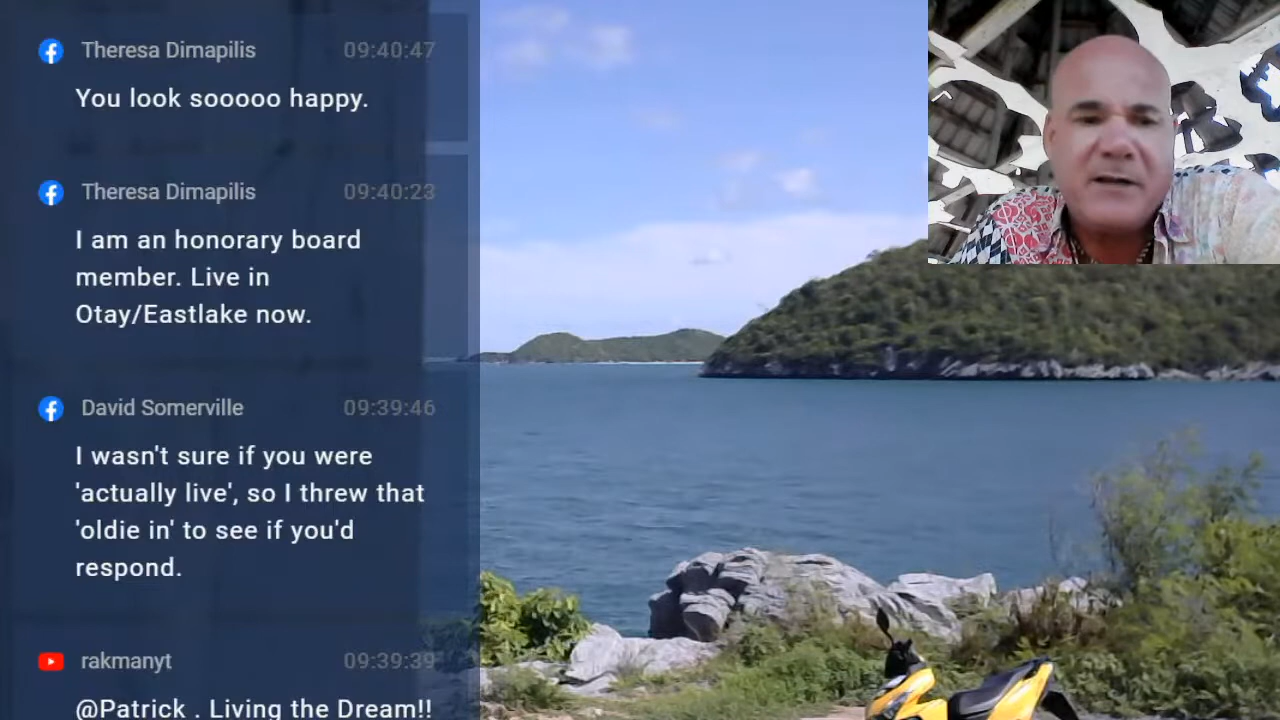 Theresa Dimapilis 09:40:47
You look sooooo happy.
Theresa Dimapilis 09:40:23
I am an honorary board
member. Live in
Otay/Eastlake now.
David Somerville 09:39:46
I wasn't sure if you were
'actually live', so I threw that
'oldie in' to see if you'd
respond.
rakmanyt 09:39:39
@Patrick . Living the Dream!!